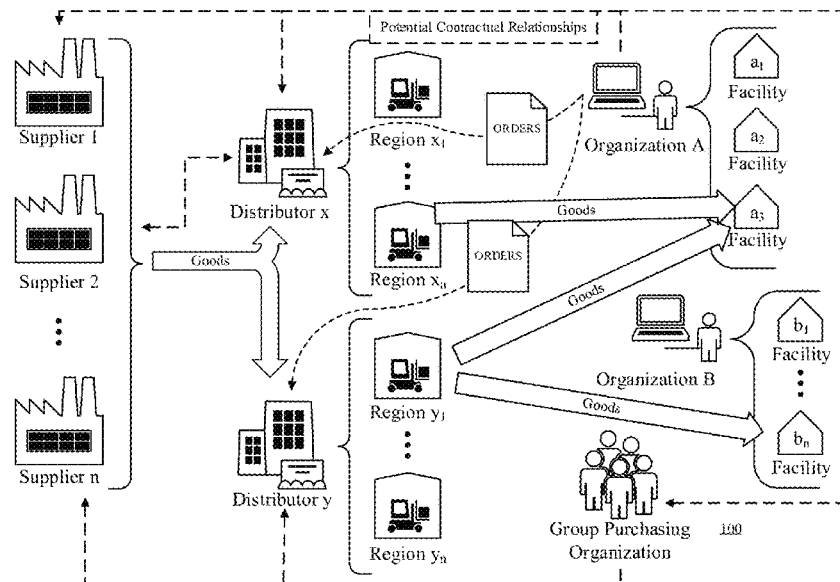 Potential Contractual Relationships
Supplier 1
Supplier 2
Supplier n
Goods
Distributor x
Distributor y
Region x1
Region xn
Region y1
Region yn
ORDERS
ORDERS
Goods
Goods
Goods
Organization A
a1
Facility
a2
Facility
a3
Facility
Organization B
b1
Facility
bn
Facility
Group Purchasing
Organization
100